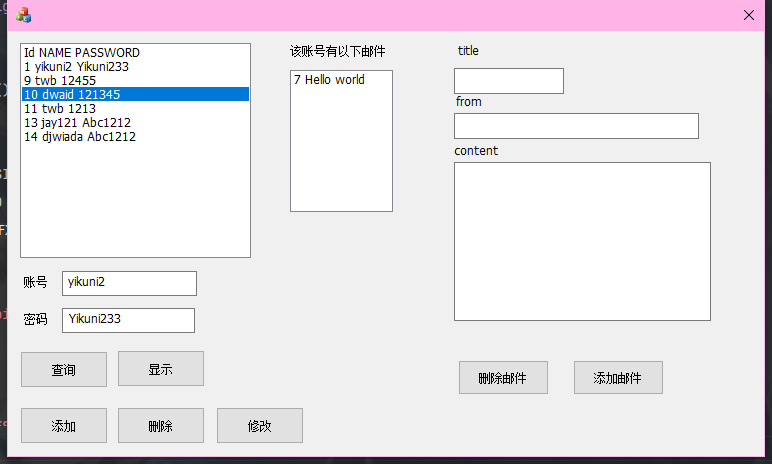 Id NAME PASSWORD
1 yikuni2 Yikuni233
9 twb 12455
10 dwaid 121345
11 twb 1213
13 jay121 Abc1212
14 djwiada Abc1212
账号 yikuni2
密码 Yikuni233
查询 显示
添加 删除 修改
该账号有以下邮件
7 Hello world
title
from
content
删除邮件 添加邮件